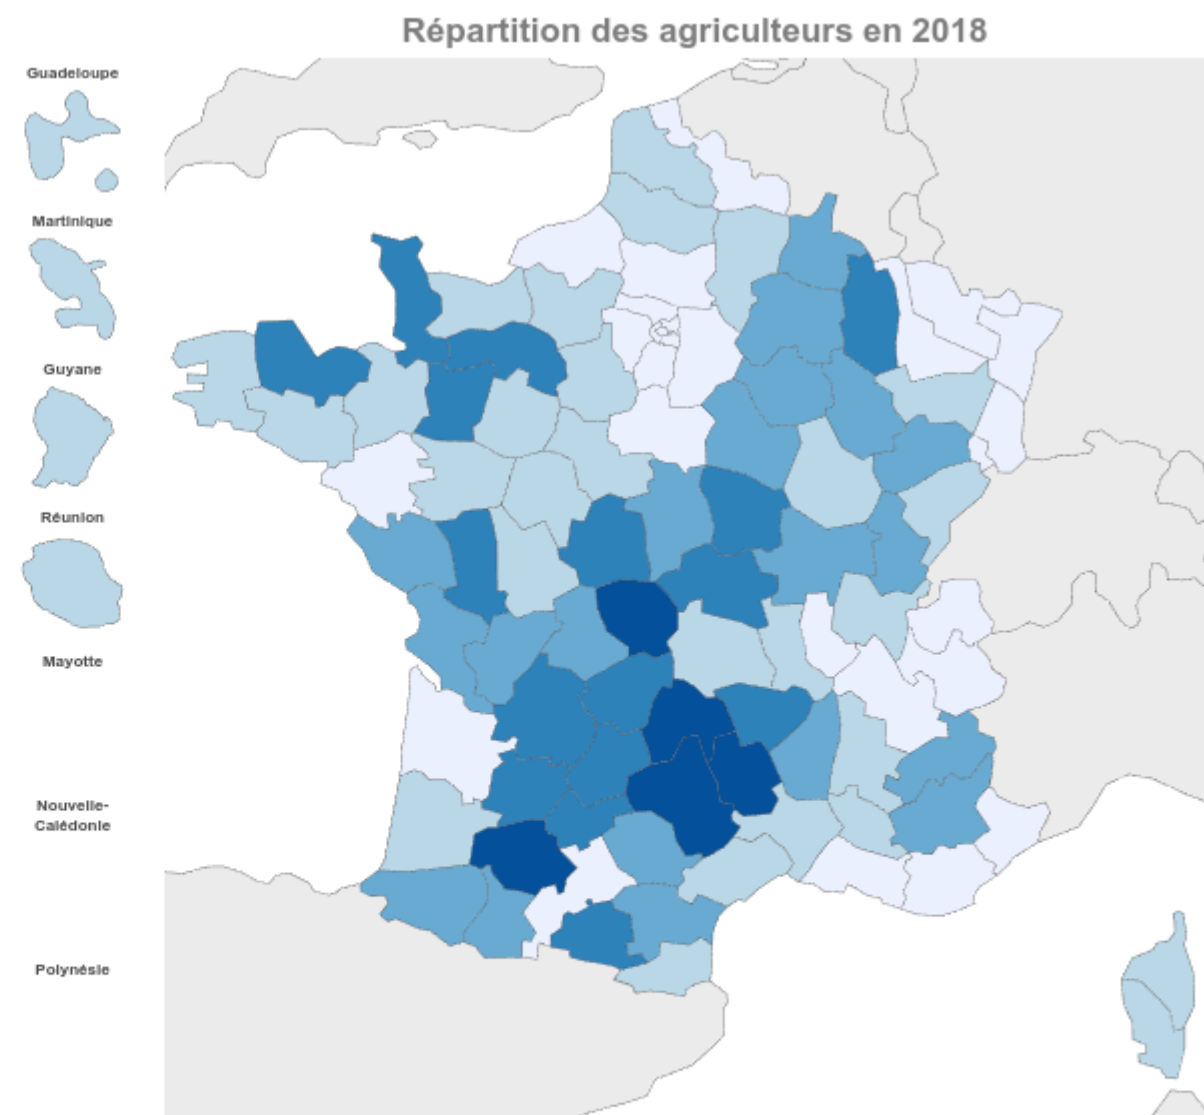 Répartition des agriculteurs en 2018
Guadeloupe
Martinique
Guyane
Réunion
Mayotte
Nouvelle-
Calédonie
Polynésie